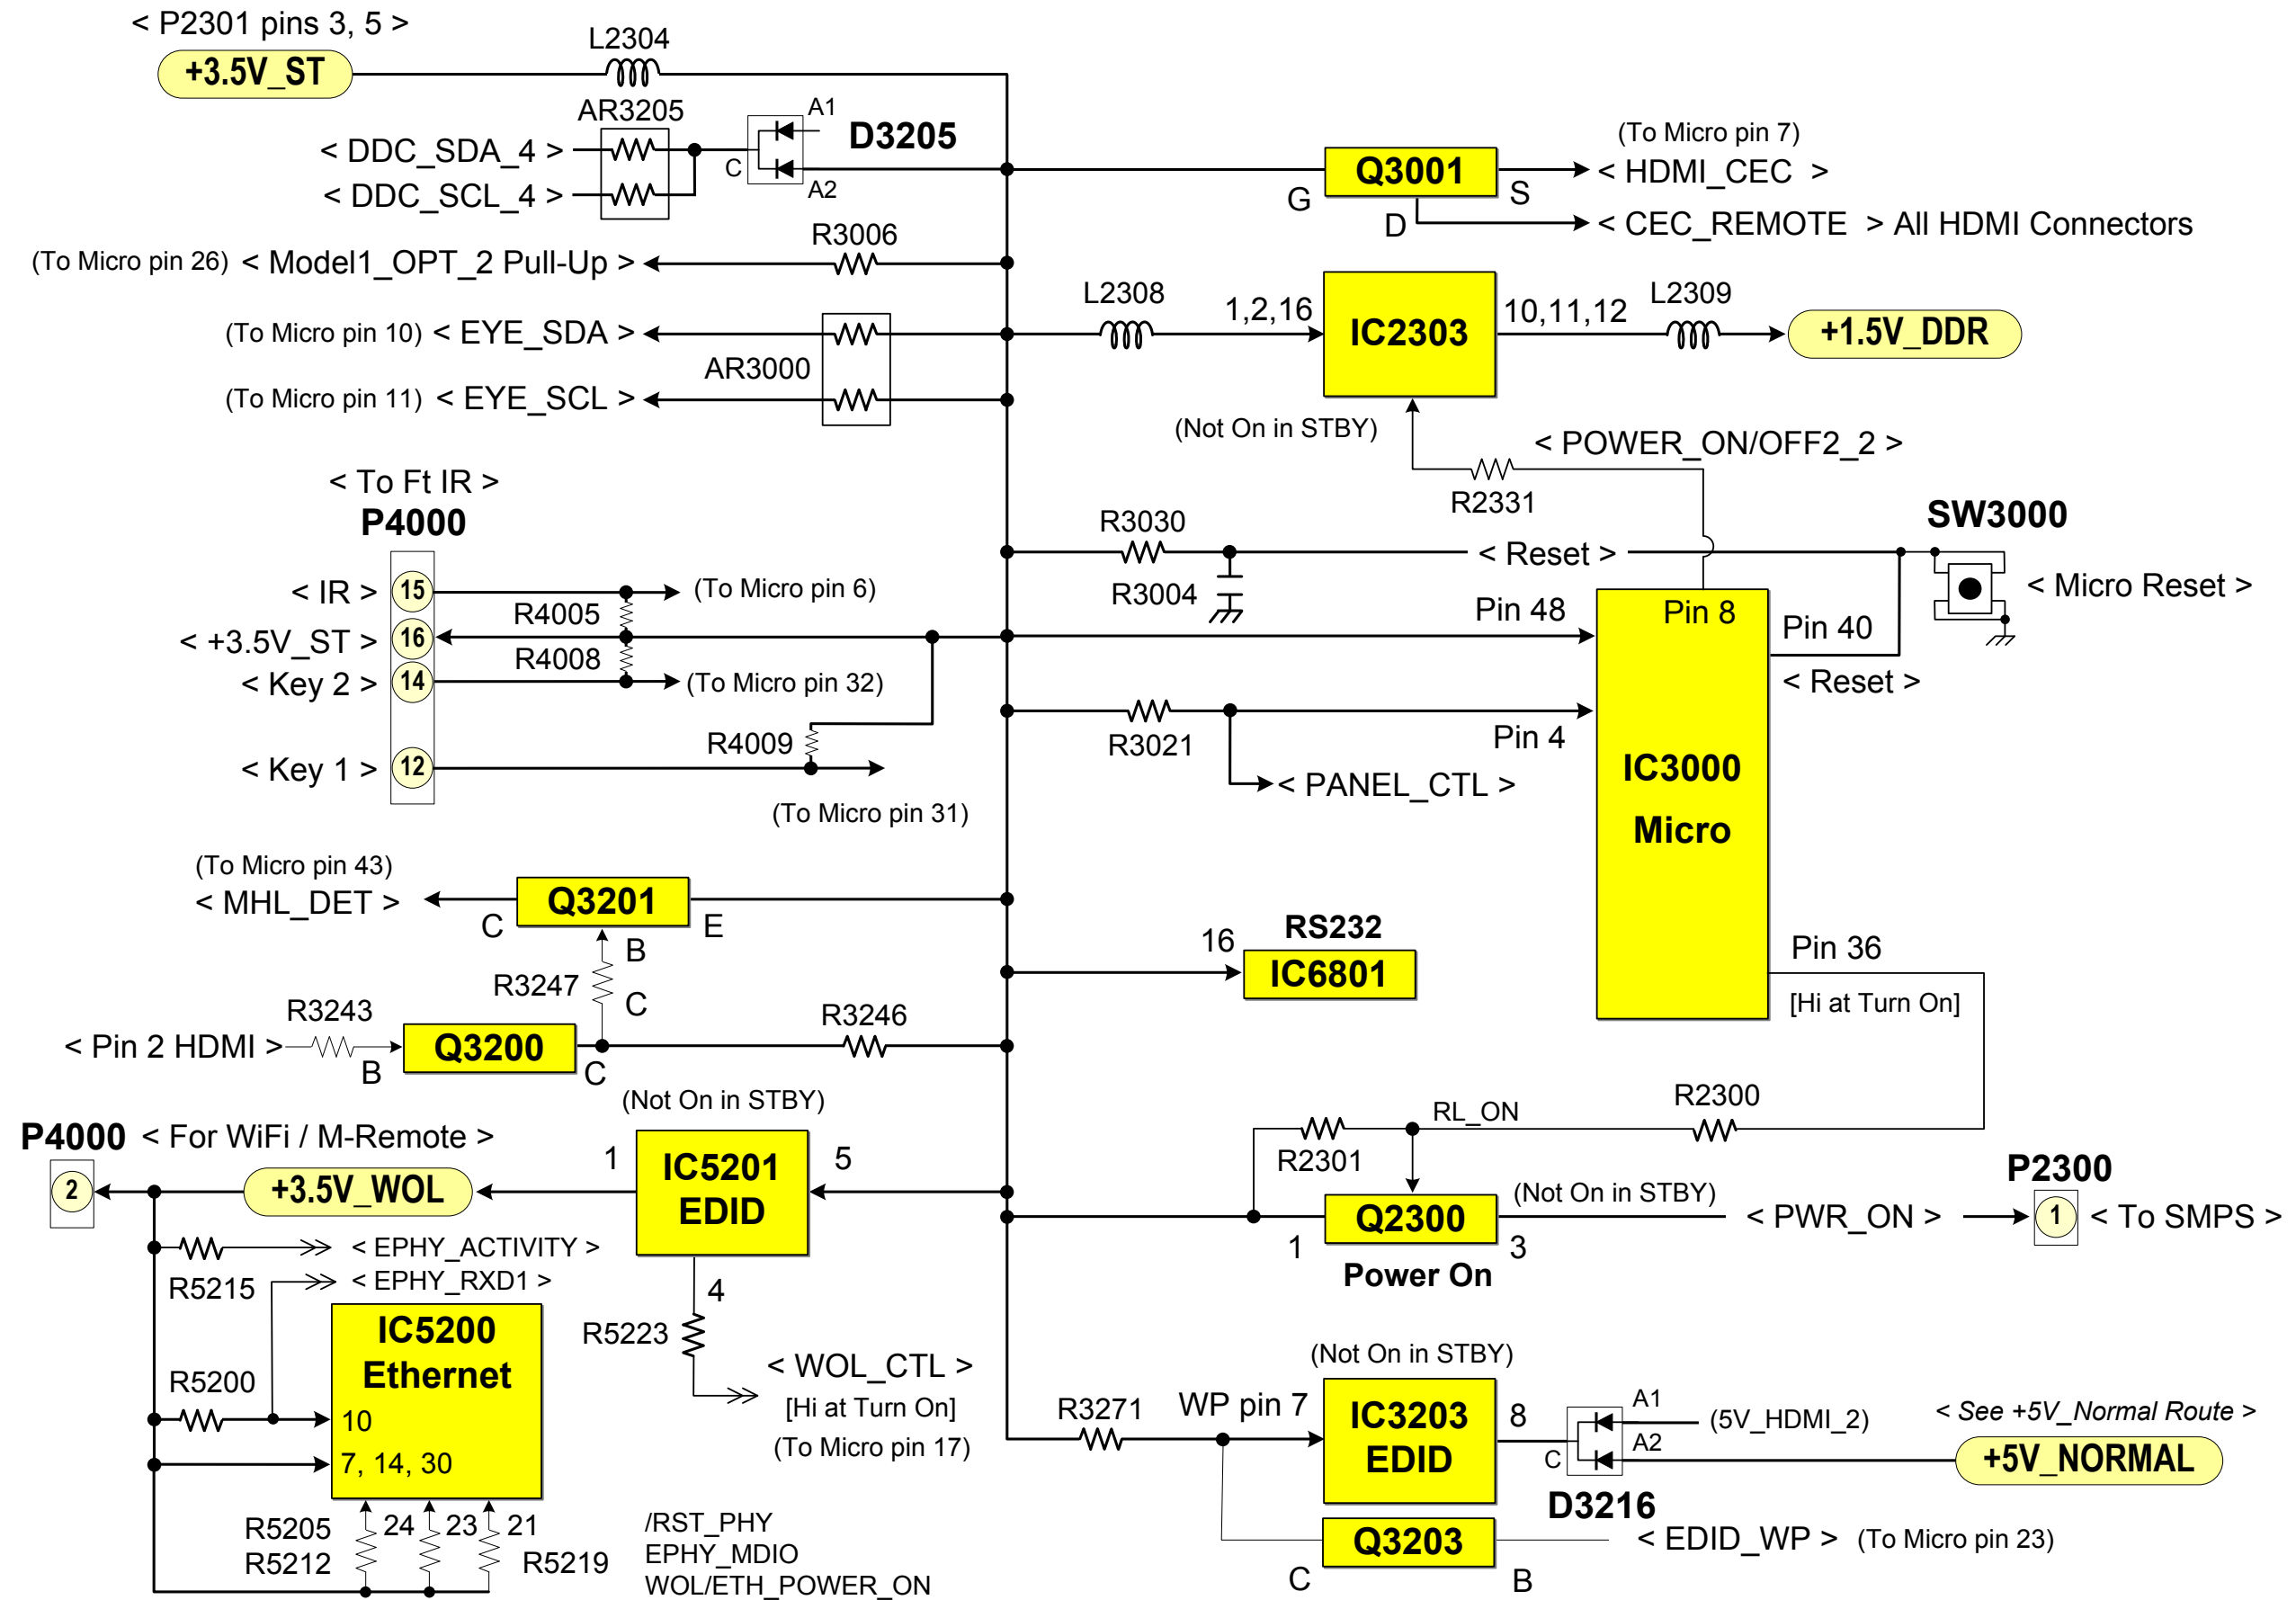 < P2301 pins 3, 5 >
+3.5V_ST
L2304
AR3205
A1
D3205
< DDC_SDA_4 >
C
< DDC_SCL_4 >
A2
(To Micro pin 7)
Q3001
< HDMI_CEC >
G
S
D
< CEC_REMOTE > All HDMI Connectors
R3006
(To Micro pin 26) < Model1_OPT_2 Pull-Up >
L2308
1,2,16
IC2303
10,11,12
L2309
+1.5V_DDR
(To Micro pin 10) < EYE_SDA >
AR3000
(To Micro pin 11) < EYE_SCL >
(Not On in STBY)
< POWER_ON/OFF2_2 >
R2331
< To Ft IR >
P4000
SW3000
R3030
< Reset >
R3004
< IR >
15
(To Micro pin 6)
R4005
< Micro Reset >
Pin 48
Pin 8
Pin 40
< +3.5V_ST >
16
R4008
< Key 2 >
14
(To Micro pin 32)
< Reset >
R4009
R3021
Pin 4
< Key 1 >
12
IC3000
Micro
< PANEL_CTL >
(To Micro pin 31)
(To Micro pin 43)
< MHL_DET >
Q3201
C
E
B
RS232
16
IC6801
Pin 36
[Hi at Turn On]
R3247
C
R3243
R3246
< Pin 2 HDMI >
Q3200
B
C
(Not On in STBY)
P4000 < For WiFi / M-Remote >
2
+3.5V_WOL
1
IC5201
EDID
5
RL_ON
R2300
R2301
P2300
(Not On in STBY)
Q2300
< PWR_ON >
1
< To SMPS >
1
3
Power On
< EPHY_ACTIVITY >
R5215
< EPHY_RXD1 >
4
R5223
IC5200
Ethernet
< WOL_CTL >
[Hi at Turn On]
(To Micro pin 17)
R5200
10
7, 14, 30
(Not On in STBY)
R3271
WP pin 7
IC3203
EDID
8
A1
(5V_HDMI_2)
< See +5V_Normal Route >
A2
C
+5V_NORMAL
D3216
R5205
R5212
24
23
21
R5219
/RST_PHY
EPHY_MDIO
WOL/ETH_POWER_ON
Q3203
C
B
< EDID_WP > (To Micro pin 23)